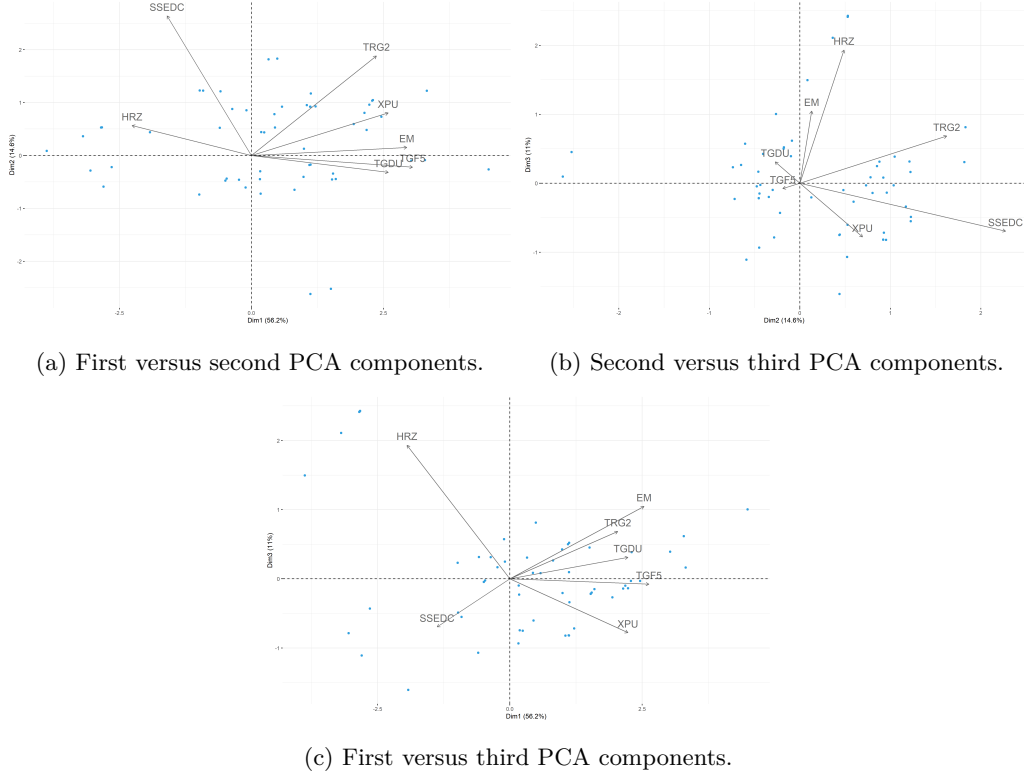 SSEDC
TRG2
XPU
HRZ
EM
TGDU
TGF5
2
1
0
-1
-2
-2.5
0.0
2.5
Dim2 (14.6%)
Dim1 (56.2%)
HRZ
EM
TRG2
TGDU
TGF5
SSEDC
XPU
2
1
0
-1
-2
-1
0
1
2
Dim3 (11%)
Dim2 (14.6%)
(a) First versus second PCA components.
(b) Second versus third PCA components.
HRZ
EM
TRG2
TGDU
TGF5
SSEDC
XPU
2
1
0
-1
-2.5
0.0
2.5
Dim3 (11%)
Dim1 (56.2%)
(c) First versus third PCA components.